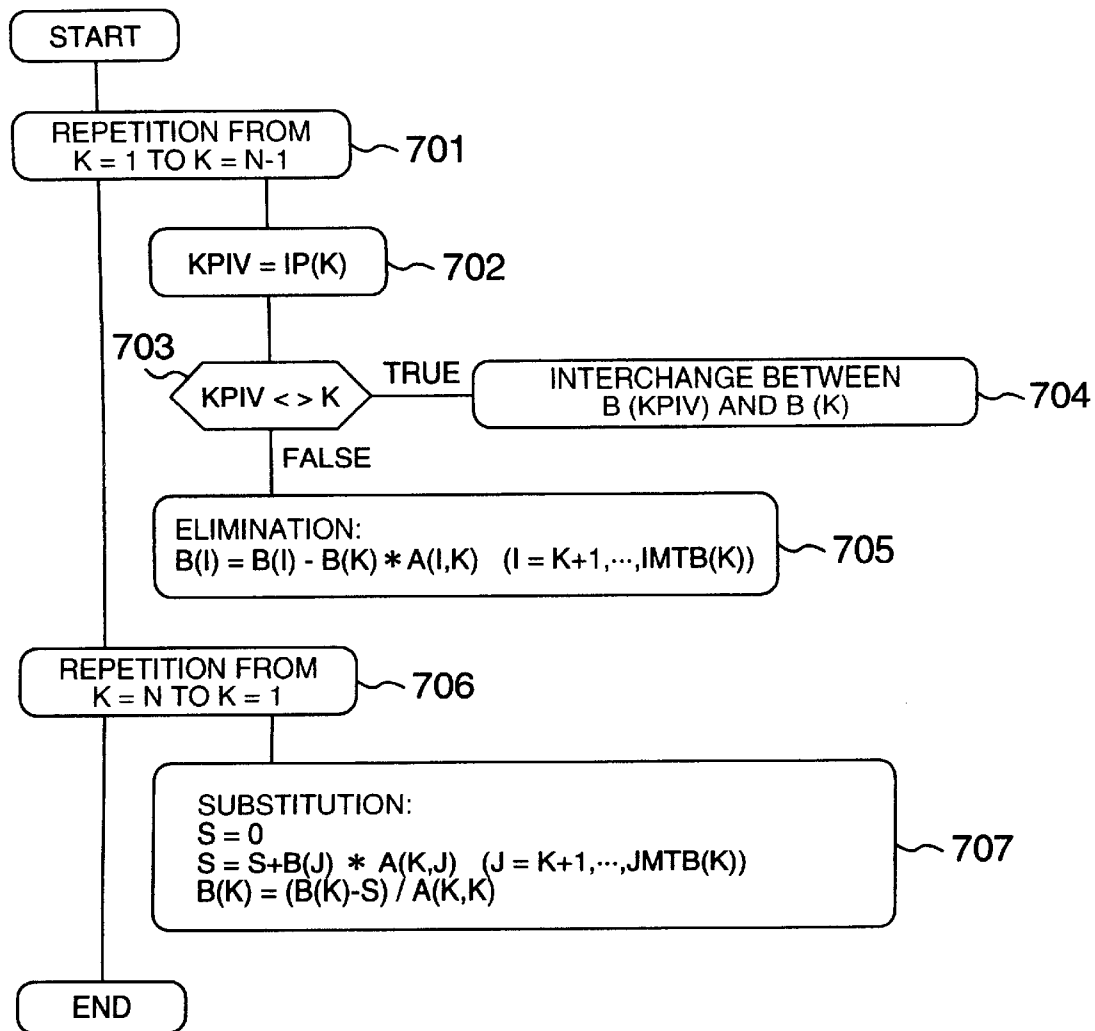 START
REPETITION FROM
K = 1 TO K = N-1
701
KPIV = IP(K)
702
703
KPIV < > K
TRUE
INTERCHANGE BETWEEN
B (KPIV) AND B (K)
704
FALSE
ELIMINATION:
B(I) = B(I) - B(K) * A(I,K) (I = K+1,···,IMTB(K))
705
REPETITION FROM
K = N TO K = 1
706
SUBSTITUTION:
S = 0
S = S+B(J) * A(K,J) (J = K+1,···,JMTB(K))
B(K) = (B(K)-S) / A(K,K)
707
END